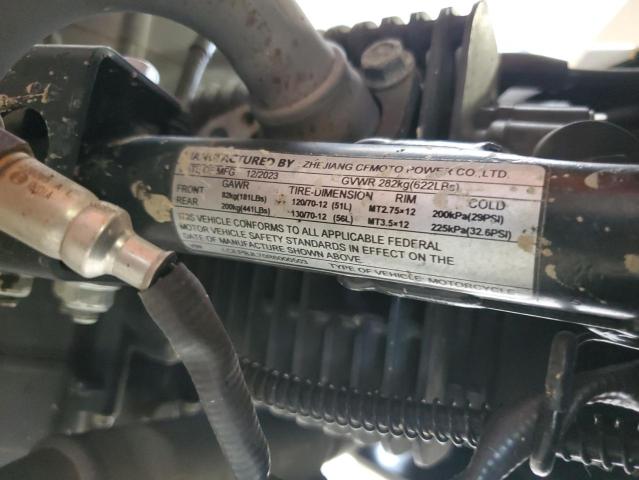 MANUFACTURED BY : ZHEJIANG CFMOTO POWER CO.,LTD.
DATE OF MFG 12/2023 GVWR 282kg(622LBs)
GAWR TIRE-DIMENSION RIM COLD
FRONT 82kg(181LBs) 120/70-12 (51L) MT2.75×12 200kPa(29PSI)
REAR 200kg(441LBs) 130/70-12 (56L) MT3.5×12 225kPa(32.6PSI)
THIS VEHICLE CONFORMS TO ALL APPLICABLE FEDERAL
MOTOR VEHICLE SAFETY STANDARDS IN EFFECT ON THE
DATE OF MANUFACTURE SHOWN ABOVE.
TYPE OF VEHICLE: MOTORCYCLE